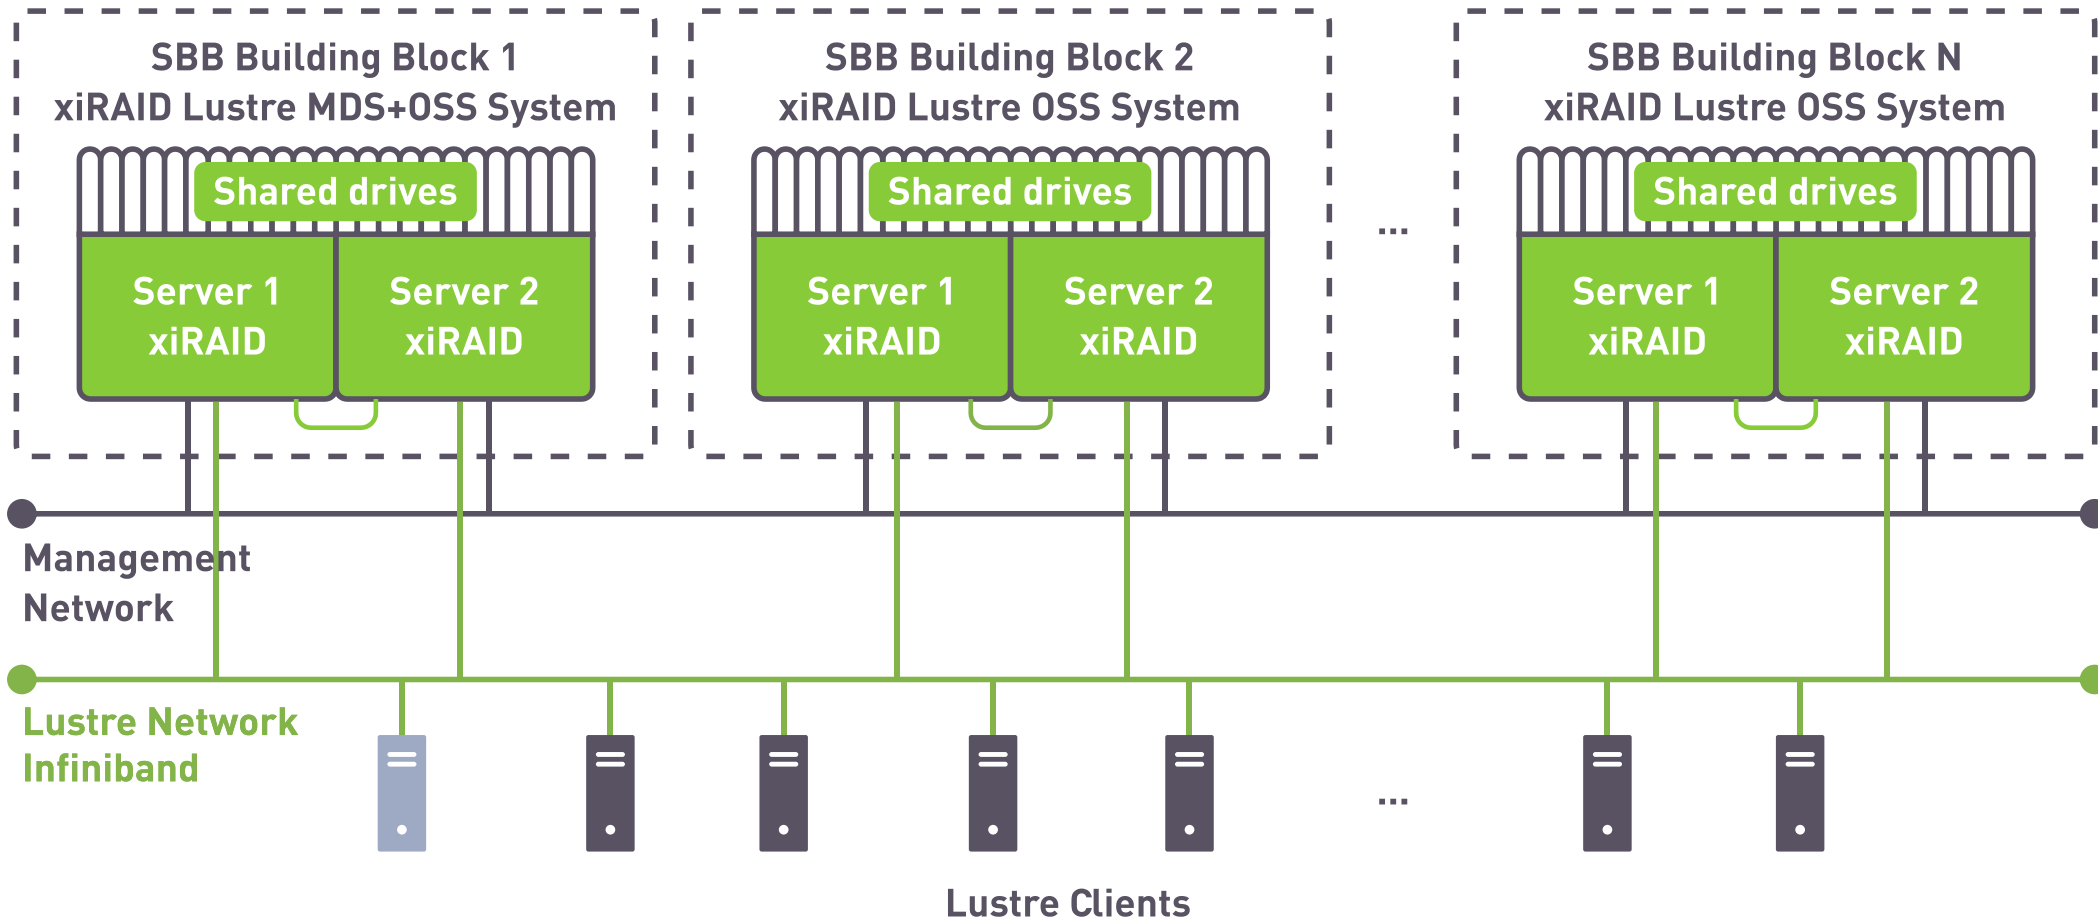 SBB Building Block 1
xiRAID Lustre MDS+OSS System
Shared drives
Server 1
xiRAID
Server 2
xiRAID
SBB Building Block 2
xiRAID Lustre OSS System
Shared drives
Server 1
xiRAID
Server 2
xiRAID
...
SBB Building Block N
xiRAID Lustre OSS System
Shared drives
Server 1
xiRAID
Server 2
xiRAID
Management
Network
Lustre Network
Infiniband
...
Lustre Clients